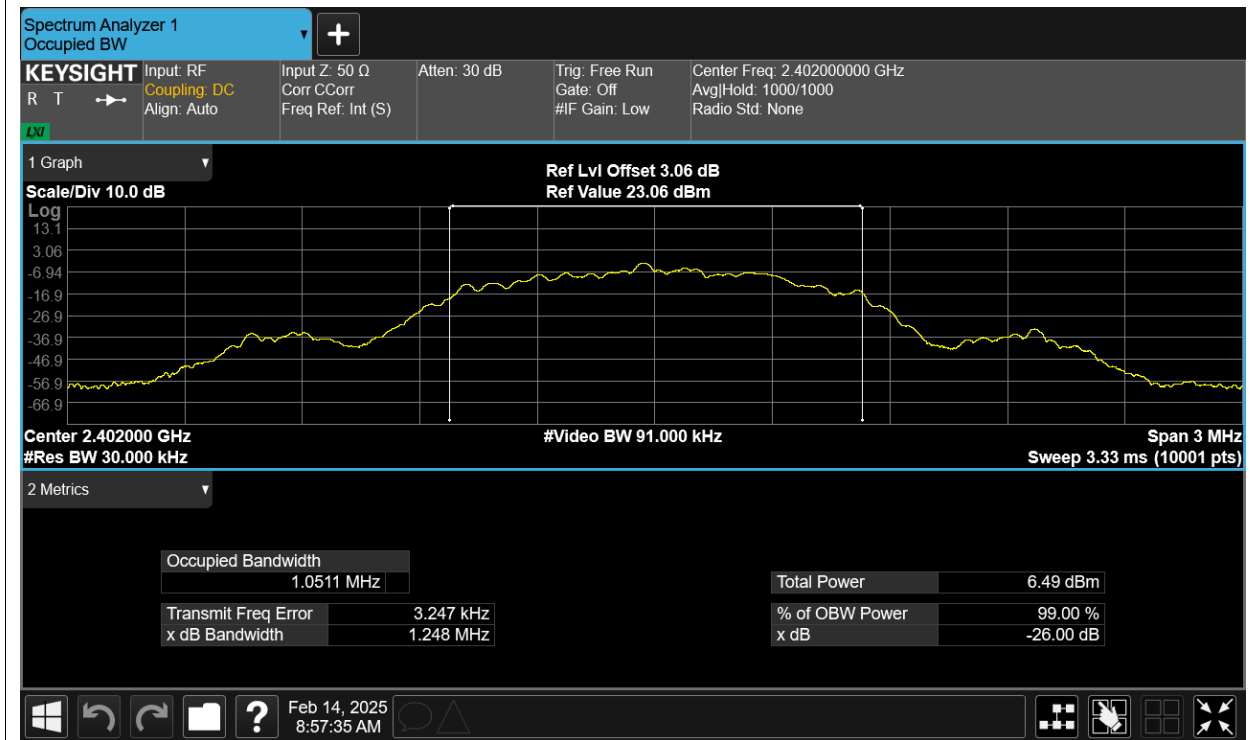 Spectrum Analyzer 1
Occupied BW
+
KEYSIGHT
R T
LXI
Input: RF
Coupling: DC
Align: Auto
Input Z: 50 Ω
Corr CCorr
Freq Ref: Int (S)
Atten: 30 dB
Trig: Free Run
Gate: Off
#IF Gain: Low
Center Freq: 2.402000000 GHz
Avg|Hold: 1000/1000
Radio Std: None
1 Graph
Scale/Div 10.0 dB
Ref Lvl Offset 3.06 dB
Ref Value 23.06 dBm
Log
13.1
3.06
-6.94
-16.9
-26.9
-36.9
-46.9
-56.9
-66.9
Center 2.402000 GHz
#Res BW 30.000 kHz
#Video BW 91.000 kHz
Span 3 MHz
Sweep 3.33 ms (10001 pts)
2 Metrics
Occupied Bandwidth
1.0511 MHz
Transmit Freq Error 3.247 kHz
x dB Bandwidth 1.248 MHz
Total Power 6.49 dBm
% of OBW Power 99.00 %
x dB -26.00 dB
?
Feb 14, 2025
8:57:35 AM